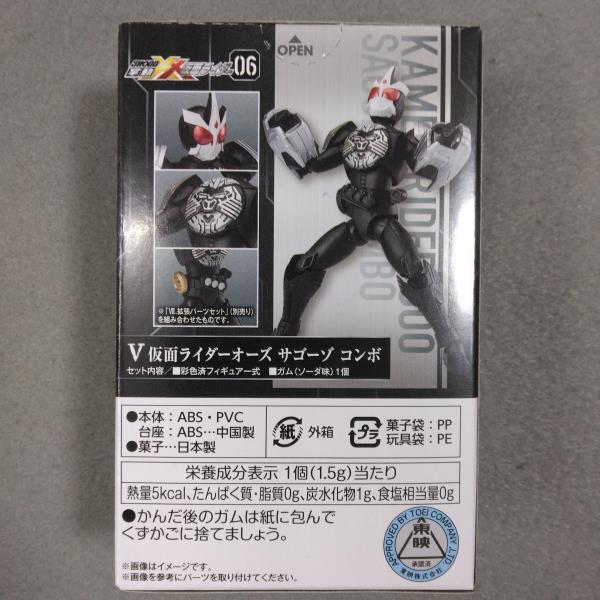 OPEN
SHODO
掌動 XX 仮面ライダー 06
KAMEN RIDER OOO
SAGOHZO COMBO
※「Ⅷ.拡張パーツセット」(別売り)
を組み合わせたものです。
Ⅴ 仮面ライダーオーズ サゴーゾ コンボ
セット内容／■彩色済フィギュア一式 ■ガム(ソーダ味)1個
●本体：ABS・PVC
台座：ABS…中国製
●菓子…日本製
紙 外箱
プラ 菓子袋：PP
玩具袋：PE
栄養成分表示 1個(1.5g)当たり
熱量5kcal、たんぱく質・脂質0g、炭水化物1g、食塩相当量0g
●かんだ後のガムは紙に包んで
くずかごに捨てましょう。
※画像はイメージです。
※画像を参考にパーツを取り付けてください。
APPROVED BY TOEI COMPANY, LTD.
東映
承認済
東映株式会社